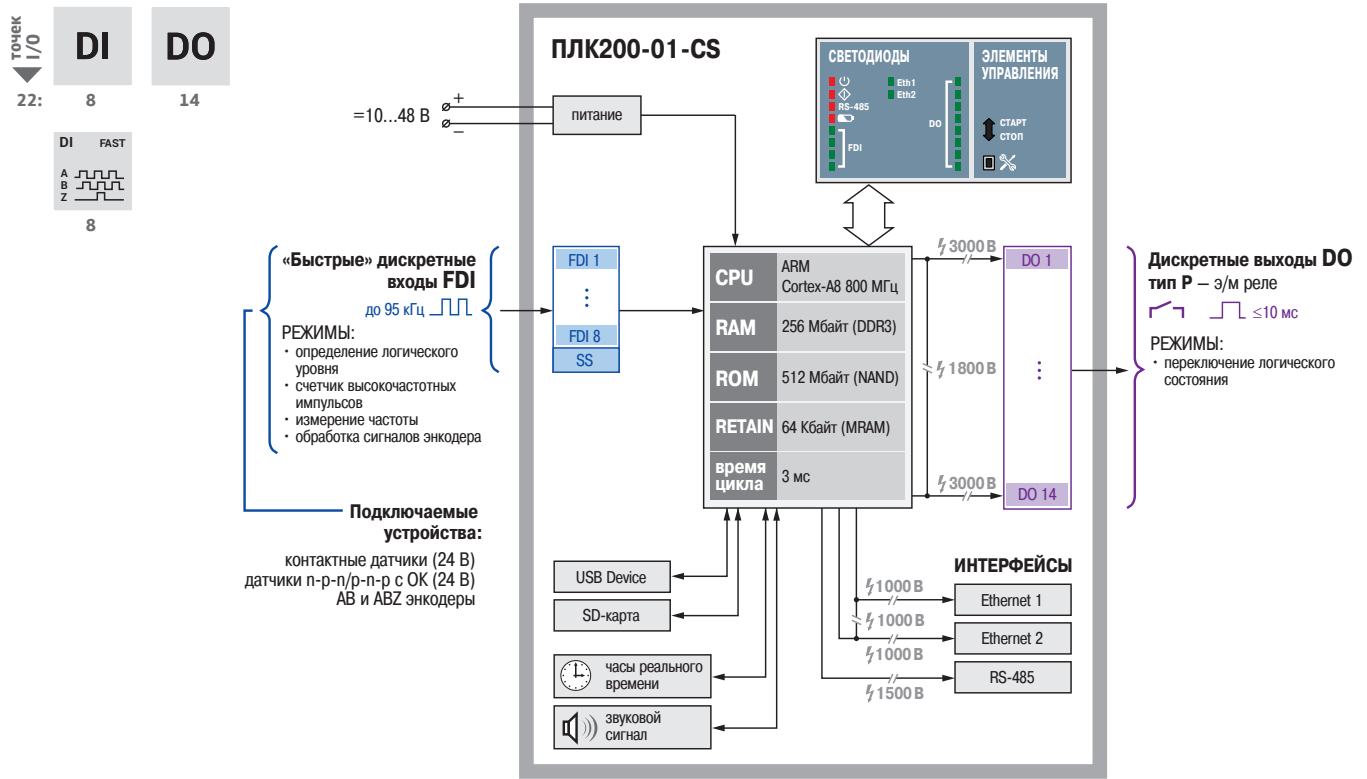 точек
I/O
DI
DO
22:
8
14
DI FAST
A
B
Z
8
ПЛК200-01-CS
=10...48 В
+
–
питание
СВЕТОДИОДЫ
Eth1
Eth2
RS-485
FDI
DO
ЭЛЕМЕНТЫ
УПРАВЛЕНИЯ
СТАРТ
СТОП
«Быстрые» дискретные
входы FDI
до 95 кГц
РЕЖИМЫ:
· определение логического
уровня
· счетчик высокочастотных
импульсов
· измерение частоты
· обработка сигналов энкодера
Подключаемые
устройства:
контактные датчики (24 В)
датчики n-p-n/p-n-p с ОК (24 В)
AB и ABZ энкодеры
FDI 1
FDI 8
SS
CPU
ARM
Cortex-A8 800 МГц
RAM
256 Мбайт (DDR3)
ROM
512 Мбайт (NAND)
RETAIN
64 Кбайт (MRAM)
время
цикла
3 мс
3000 В
1800 В
3000 В
DO 1
DO 14
Дискретные выходы DO
тип Р – э/м реле
≤10 мс
РЕЖИМЫ:
· переключение логического
состояния
USB Device
SD-карта
часы реального
времени
звуковой
сигнал
ИНТЕРФЕЙСЫ
1000 В
Ethernet 1
1000 В
Ethernet 2
1000 В
RS-485
1500 В